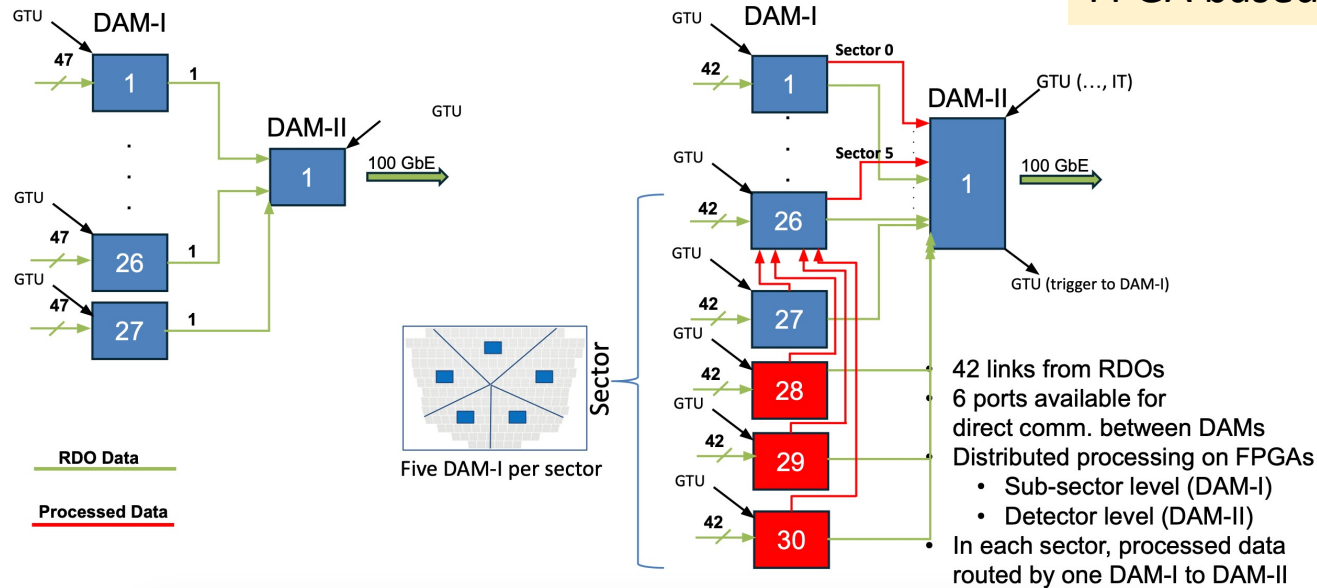 FPGA based
GTU
DAM-I
47
1
1
DAM-II
GTU
1
100 GbE
.
.
.
GTU
47
26
1
GTU
47
27
1
RDO Data
Processed Data
GTU
DAM-I
42
1
Sector 0
.
.
.
GTU
Sector 5
42
26
GTU
42
27
GTU
42
28
GTU
42
29
GTU
42
30
DAM-II
GTU (…, IT)
1
100 GbE
GTU (trigger to DAM-I)
Sector
Five DAM-I per sector
• 42 links from RDOs
• 6 ports available for
direct comm. between DAMs
• Distributed processing on FPGAs
• Sub-sector level (DAM-I)
• Detector level (DAM-II)
• In each sector, processed data
routed by one DAM-I to DAM-II